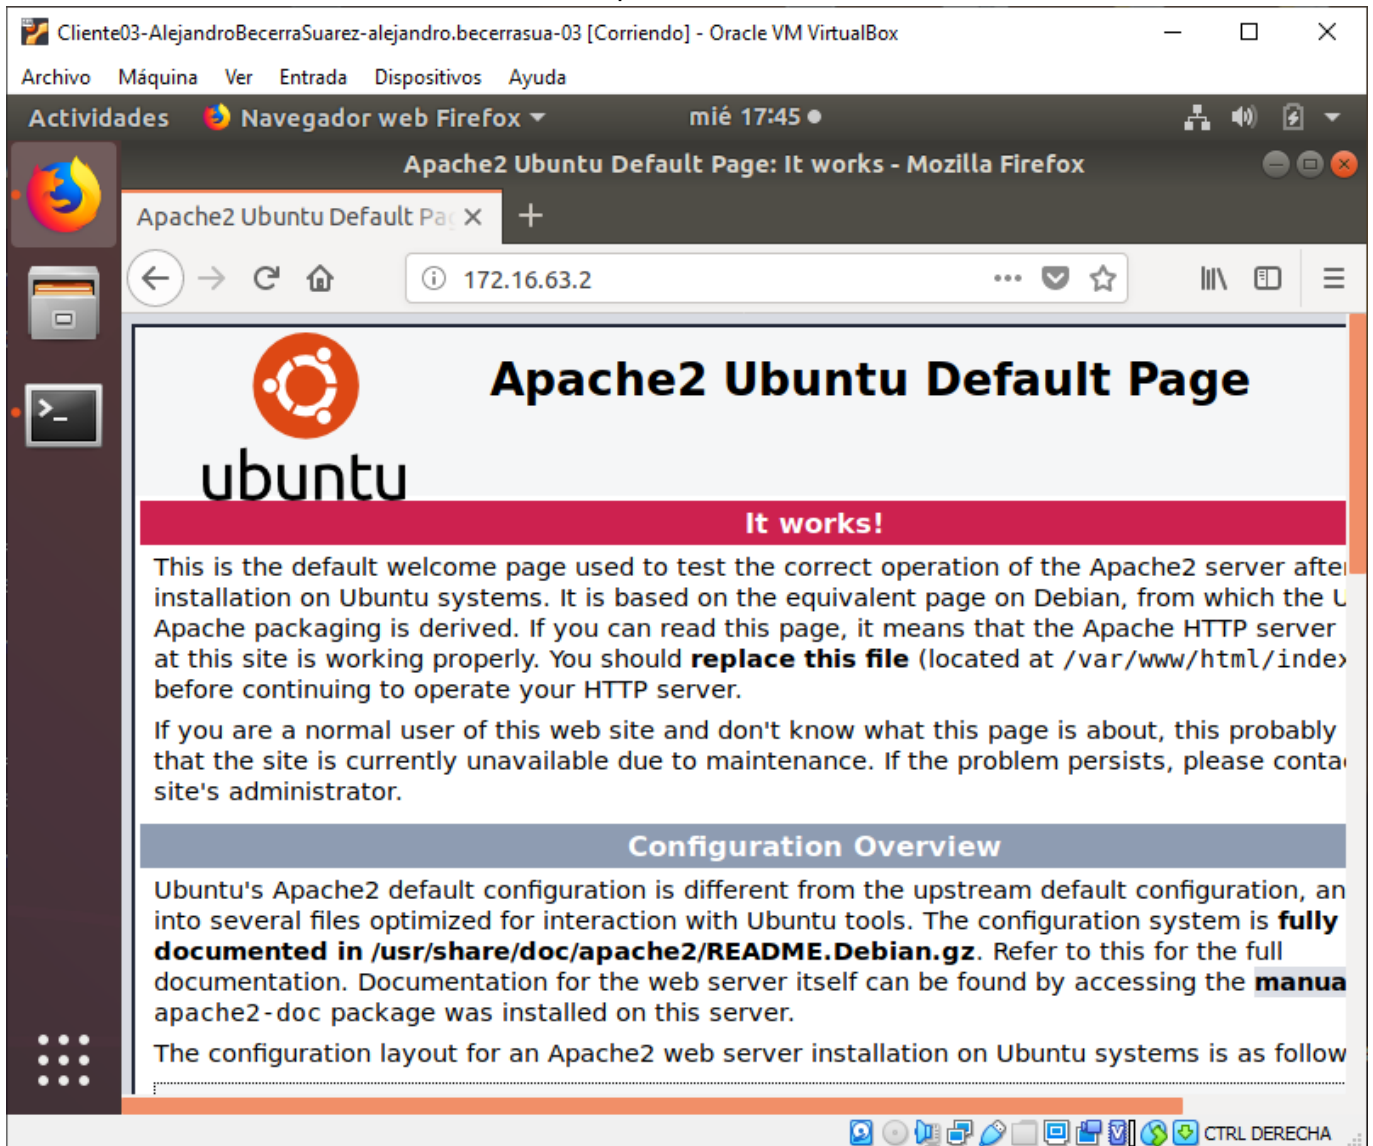 Cliente03-AlejandroBecerraSuarez-alejandro.becerrasua-03 [Corriendo] - Oracle VM VirtualBox
Archivo Máquina Ver Entrada Dispositivos Ayuda
Actividades Navegador web Firefox mié 17:45
Apache2 Ubuntu Default Page: It works - Mozilla Firefox
Apache2 Ubuntu Default Pag
172.16.63.2
ubuntu
Apache2 Ubuntu Default Page
It works!
This is the default welcome page used to test the correct operation of the Apache2 server after
installation on Ubuntu systems. It is based on the equivalent page on Debian, from which the U
Apache packaging is derived. If you can read this page, it means that the Apache HTTP server
at this site is working properly. You should replace this file (located at /var/www/html/index
before continuing to operate your HTTP server.
If you are a normal user of this web site and don't know what this page is about, this probably
that the site is currently unavailable due to maintenance. If the problem persists, please conta
site's administrator.
Configuration Overview
Ubuntu's Apache2 default configuration is different from the upstream default configuration, an
into several files optimized for interaction with Ubuntu tools. The configuration system is fully
documented in /usr/share/doc/apache2/README.Debian.gz. Refer to this for the full
documentation. Documentation for the web server itself can be found by accessing the manua
apache2-doc package was installed on this server.
The configuration layout for an Apache2 web server installation on Ubuntu systems is as follow
CTRL DERECHA